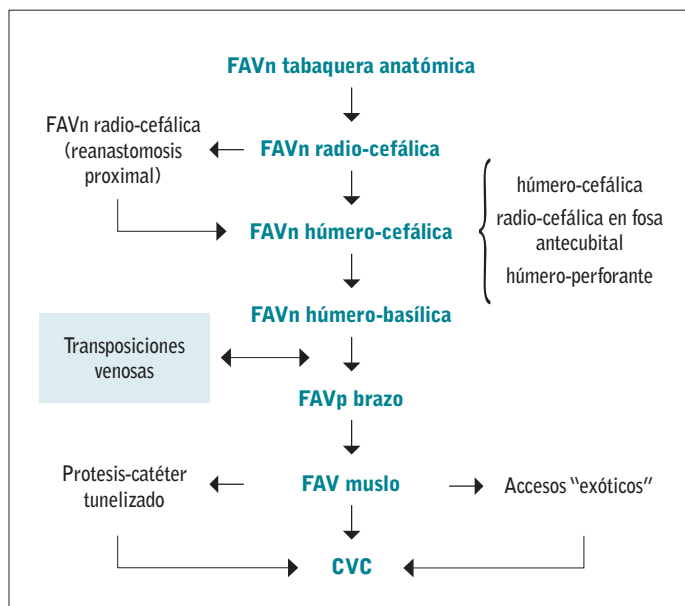 FAVn tabaquera anatómica
FAVn radio-cefálica
(reanastomosis
proximal)
FAVn radio-cefálica
húmero-cefálica
radio-cefálica en fosa
antecubital
húmero-perforante
FAVn húmero-cefálica
FAVn húmero-basílica
Transposiciones
venosas
FAVp brazo
Protesis-catéter
tunelizado
FAV muslo
Accesos "exóticos"
CVC